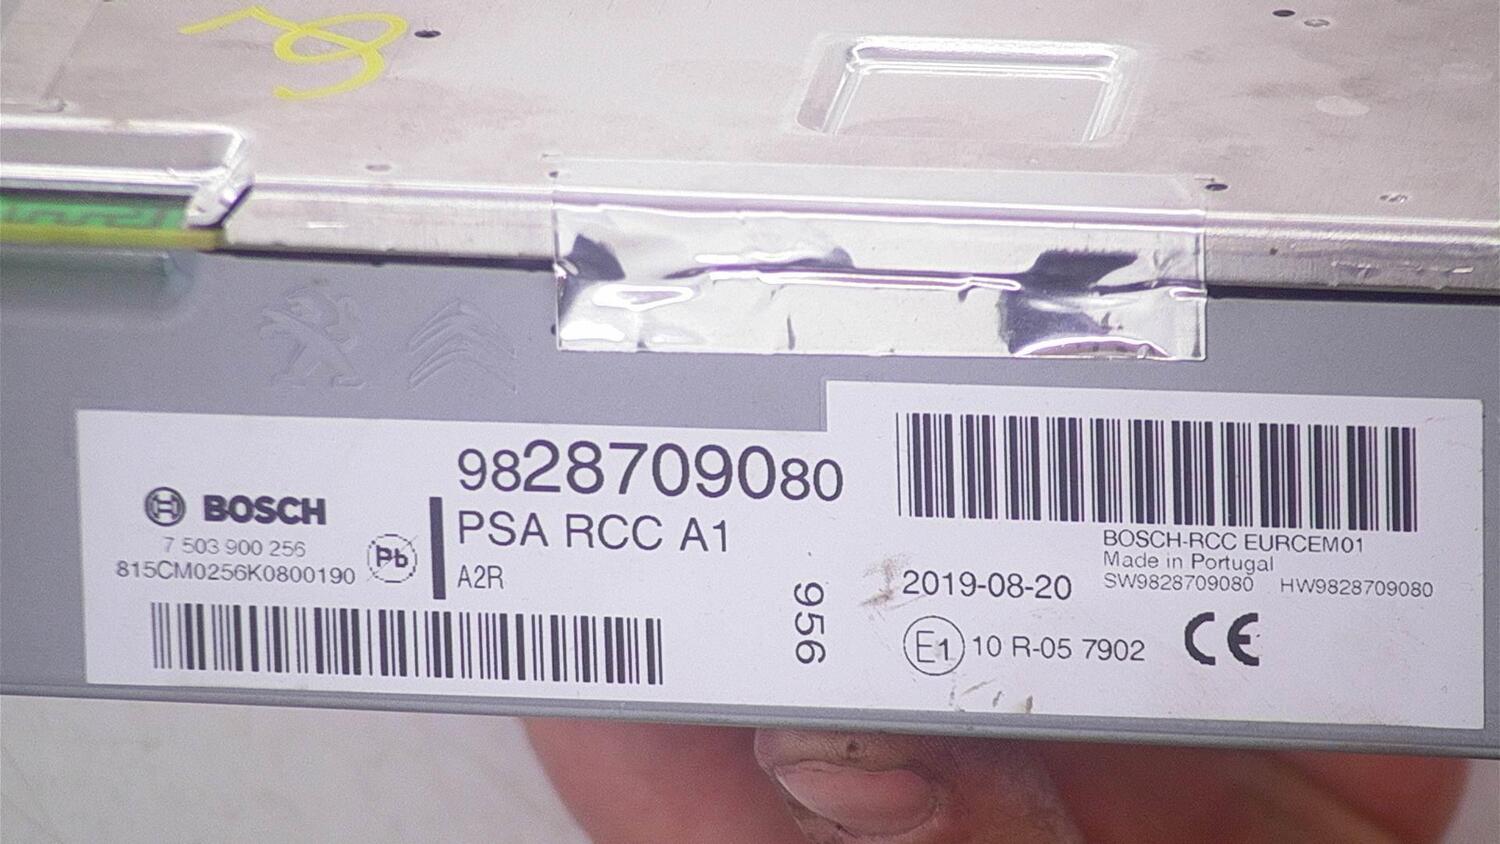 9828709080
BOSCH
PSA RCC A1
7 503 900 256
Pb
815CM0256K0800190
A2R
956
BOSCH-RCC EURCEM01
Made in Portugal
2019-08-20
SW9828709080 HW9828709080
E1 10 R-05 7902 CE